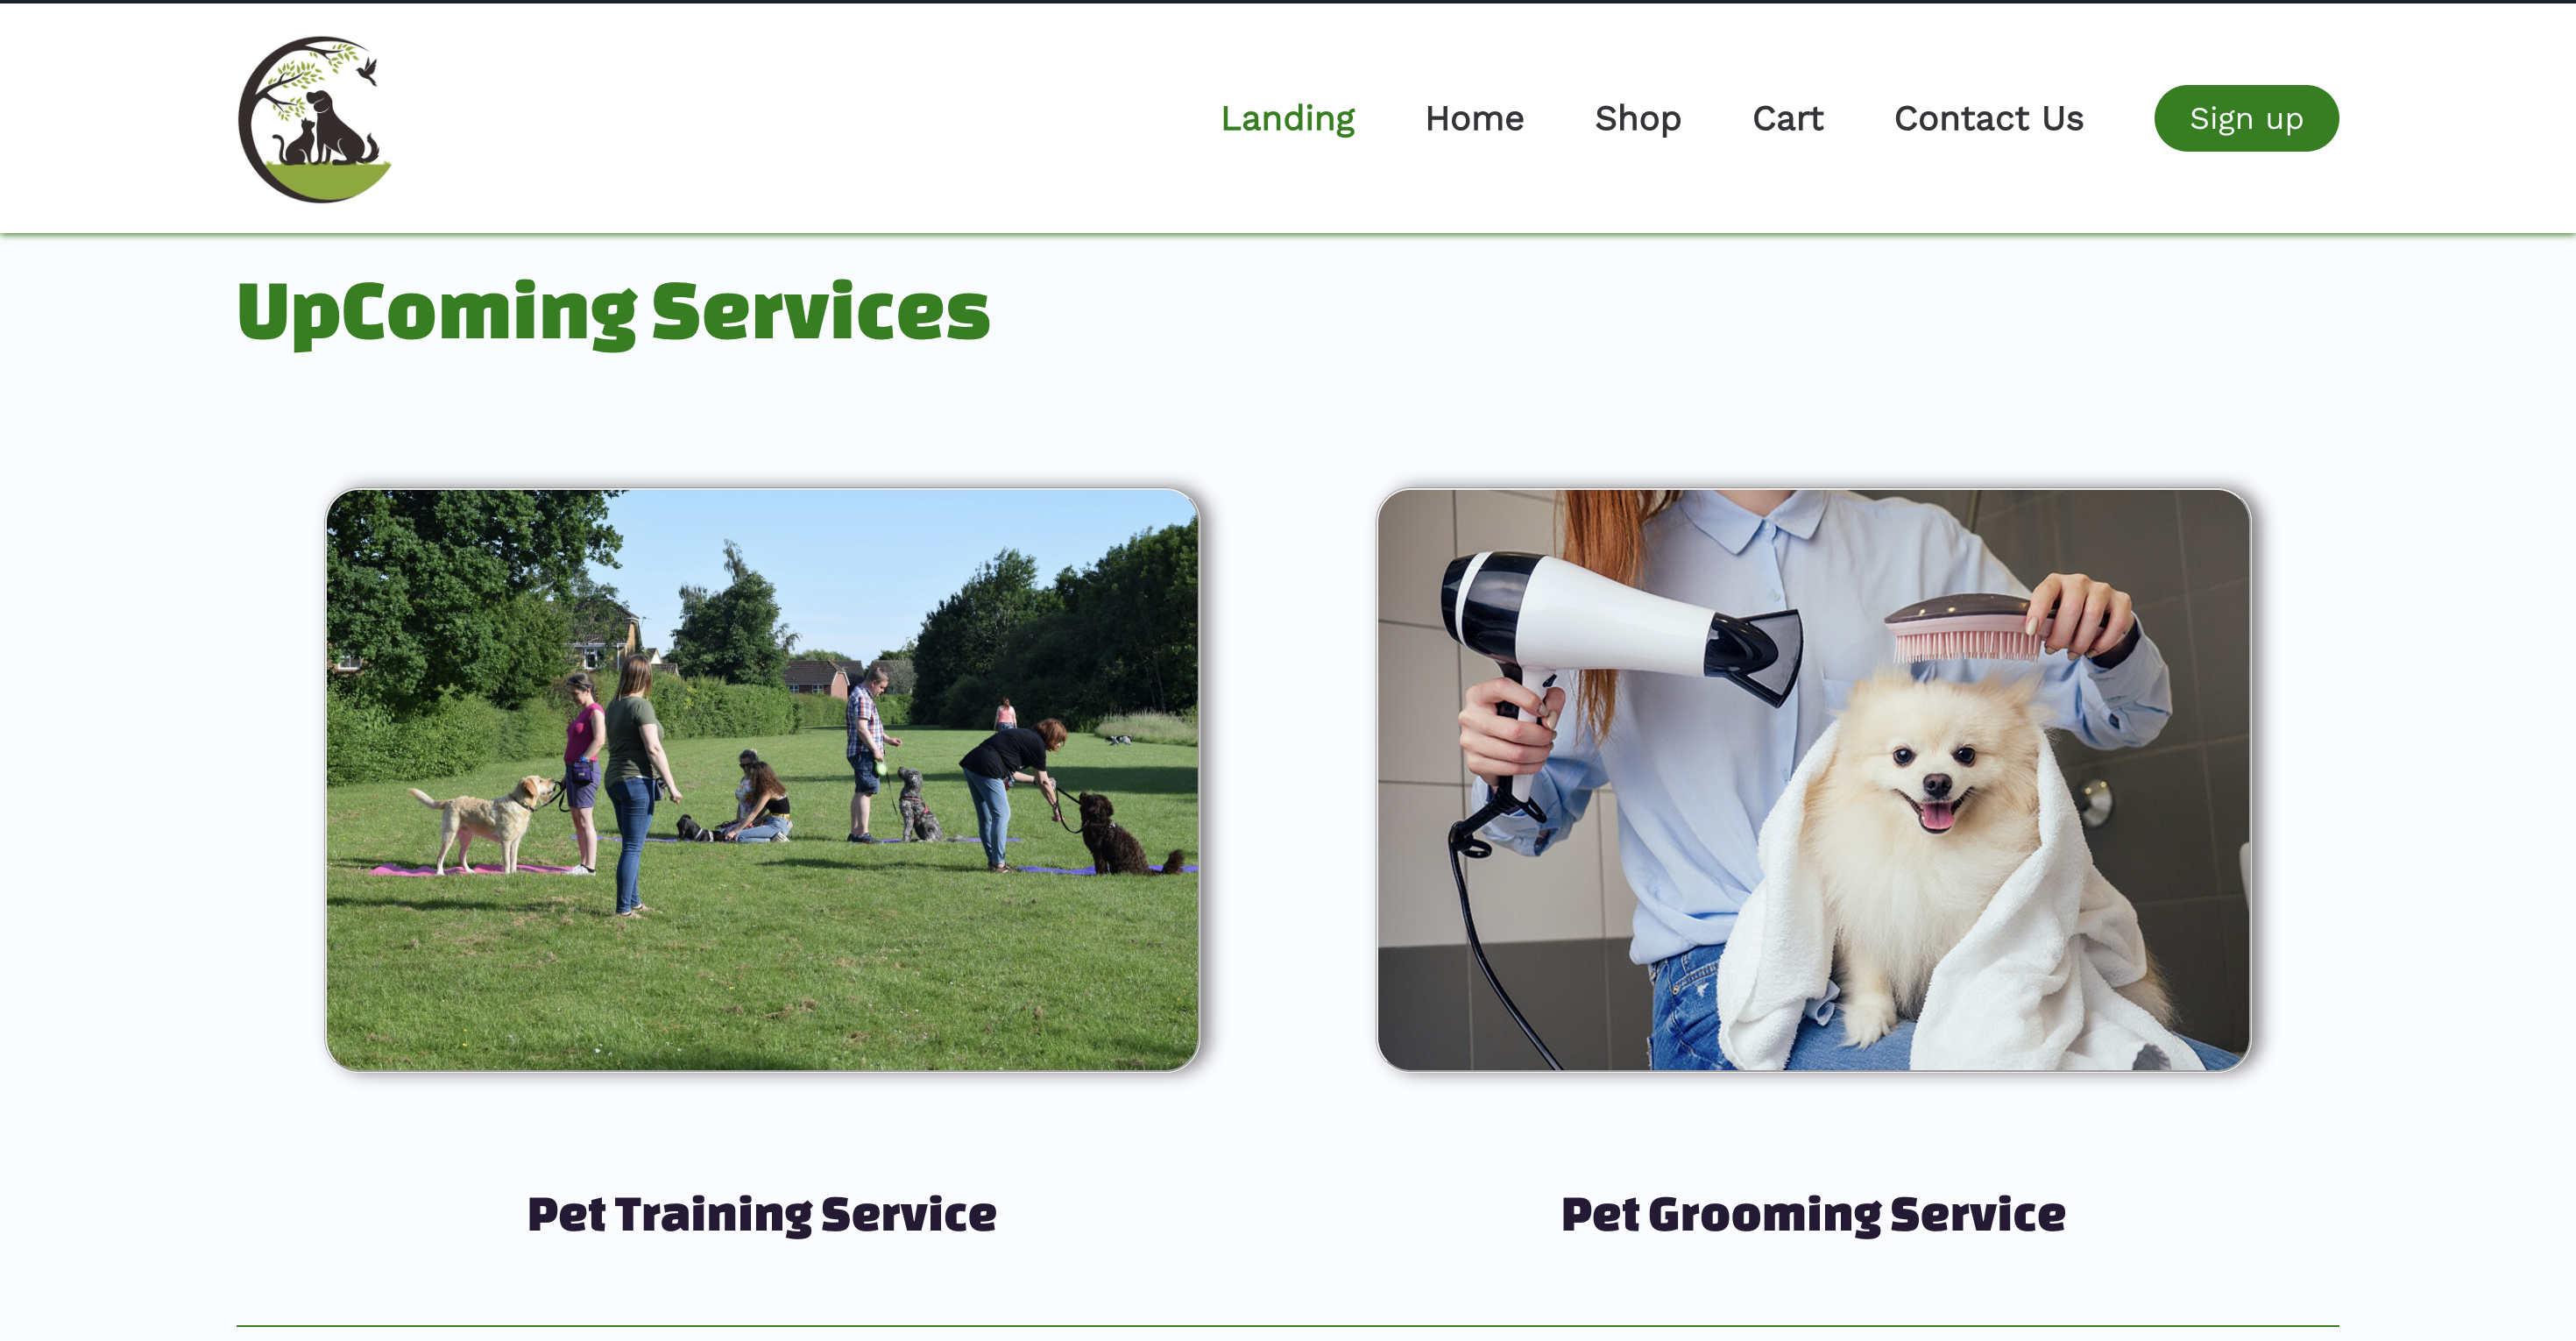 Landing Home Shop Cart Contact Us Sign up
UpComing Services
Pet Training Service Pet Grooming Service